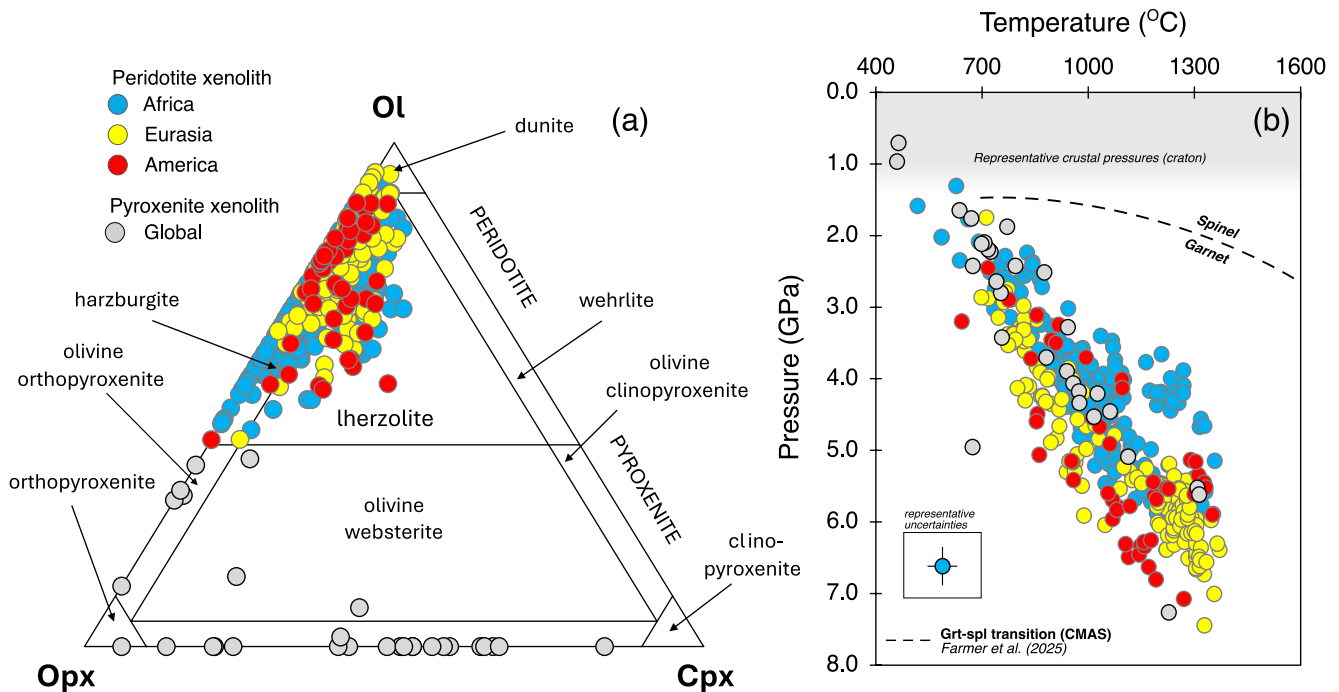 Peridotite xenolith
Africa
Eurasia
America
Pyroxenite xenolith
Global
Ol
(a)
dunite
PERIDOTITE
harzburgite
wehrlite
olivine
orthopyroxenite
olivine
clinopyroxenite
lherzolite
PYROXENITE
orthopyroxenite
olivine
websterite
clino-
pyroxenite
Opx
Cpx
Temperature (OC)
400 700 1000 1300 1600
(b)
Pressure (GPa)
0.0
1.0
2.0
3.0
4.0
5.0
6.0
7.0
8.0
Representative crustal pressures (craton)
Spinel
Garnet
representative
uncertainties
Grt-spl transition (CMAS)
Farmer et al. (2025)